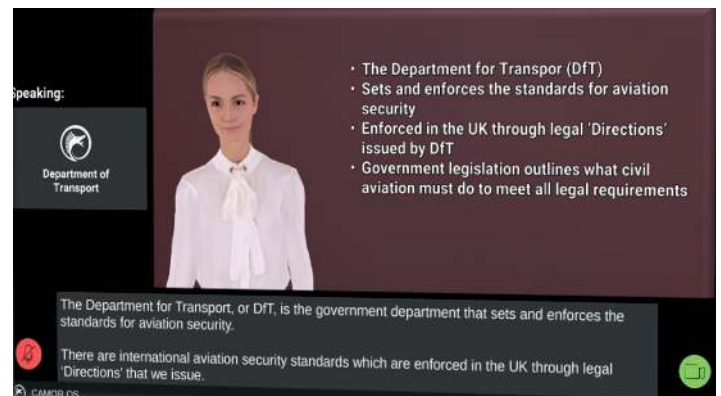 Speaking:
Department of
Transport
· The Department for Transpor (DfT)
· Sets and enforces the standards for aviation
security
· Enforced in the UK through legal ‘Directions’
issued by DfT
· Government legislation outlines what civil
aviation must do to meet all legal requirements
The Department for Transport, or DfT, is the government department that sets and enforces the
standards for aviation security.
There are international aviation security standards which are enforced in the UK through legal
‘Directions’ that we issue.
CAMOR OS